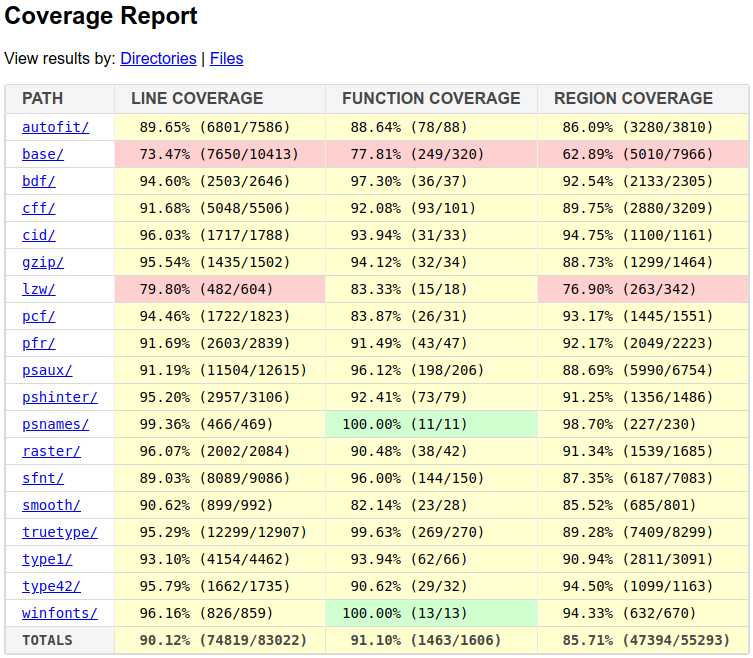 Coverage Report
View results by: Directories | Files
PATH LINE COVERAGE FUNCTION COVERAGE REGION COVERAGE
autofit/ 89.65% (6801/7586) 88.64% (78/88) 86.09% (3280/3810)
base/ 73.47% (7650/10413) 77.81% (249/320) 62.89% (5010/7966)
bdf/ 94.60% (2503/2646) 97.30% (36/37) 92.54% (2133/2305)
cff/ 91.68% (5048/5506) 92.08% (93/101) 89.75% (2880/3209)
cid/ 96.03% (1717/1788) 93.94% (31/33) 94.75% (1100/1161)
gzip/ 95.54% (1435/1502) 94.12% (32/34) 88.73% (1299/1464)
lzw/ 79.80% (482/604) 83.33% (15/18) 76.90% (263/342)
pcf/ 94.46% (1722/1823) 83.87% (26/31) 93.17% (1445/1551)
pfr/ 91.69% (2603/2839) 91.49% (43/47) 92.17% (2049/2223)
psaux/ 91.19% (11504/12615) 96.12% (198/206) 88.69% (5990/6754)
pshinter/ 95.20% (2957/3106) 92.41% (73/79) 91.25% (1356/1486)
psnames/ 99.36% (466/469) 100.00% (11/11) 98.70% (227/230)
raster/ 96.07% (2002/2084) 90.48% (38/42) 91.34% (1539/1685)
sfnt/ 89.03% (8089/9086) 96.00% (144/150) 87.35% (6187/7083)
smooth/ 90.62% (899/992) 82.14% (23/28) 85.52% (685/801)
truetype/ 95.29% (12299/12907) 99.63% (269/270) 89.28% (7409/8299)
type1/ 93.10% (4154/4462) 93.94% (62/66) 90.94% (2811/3091)
type42/ 95.79% (1662/1735) 90.62% (29/32) 94.50% (1099/1163)
winfonts/ 96.16% (826/859) 100.00% (13/13) 94.33% (632/670)
TOTALS 90.12% (74819/83022) 91.10% (1463/1606) 85.71% (47394/55293)